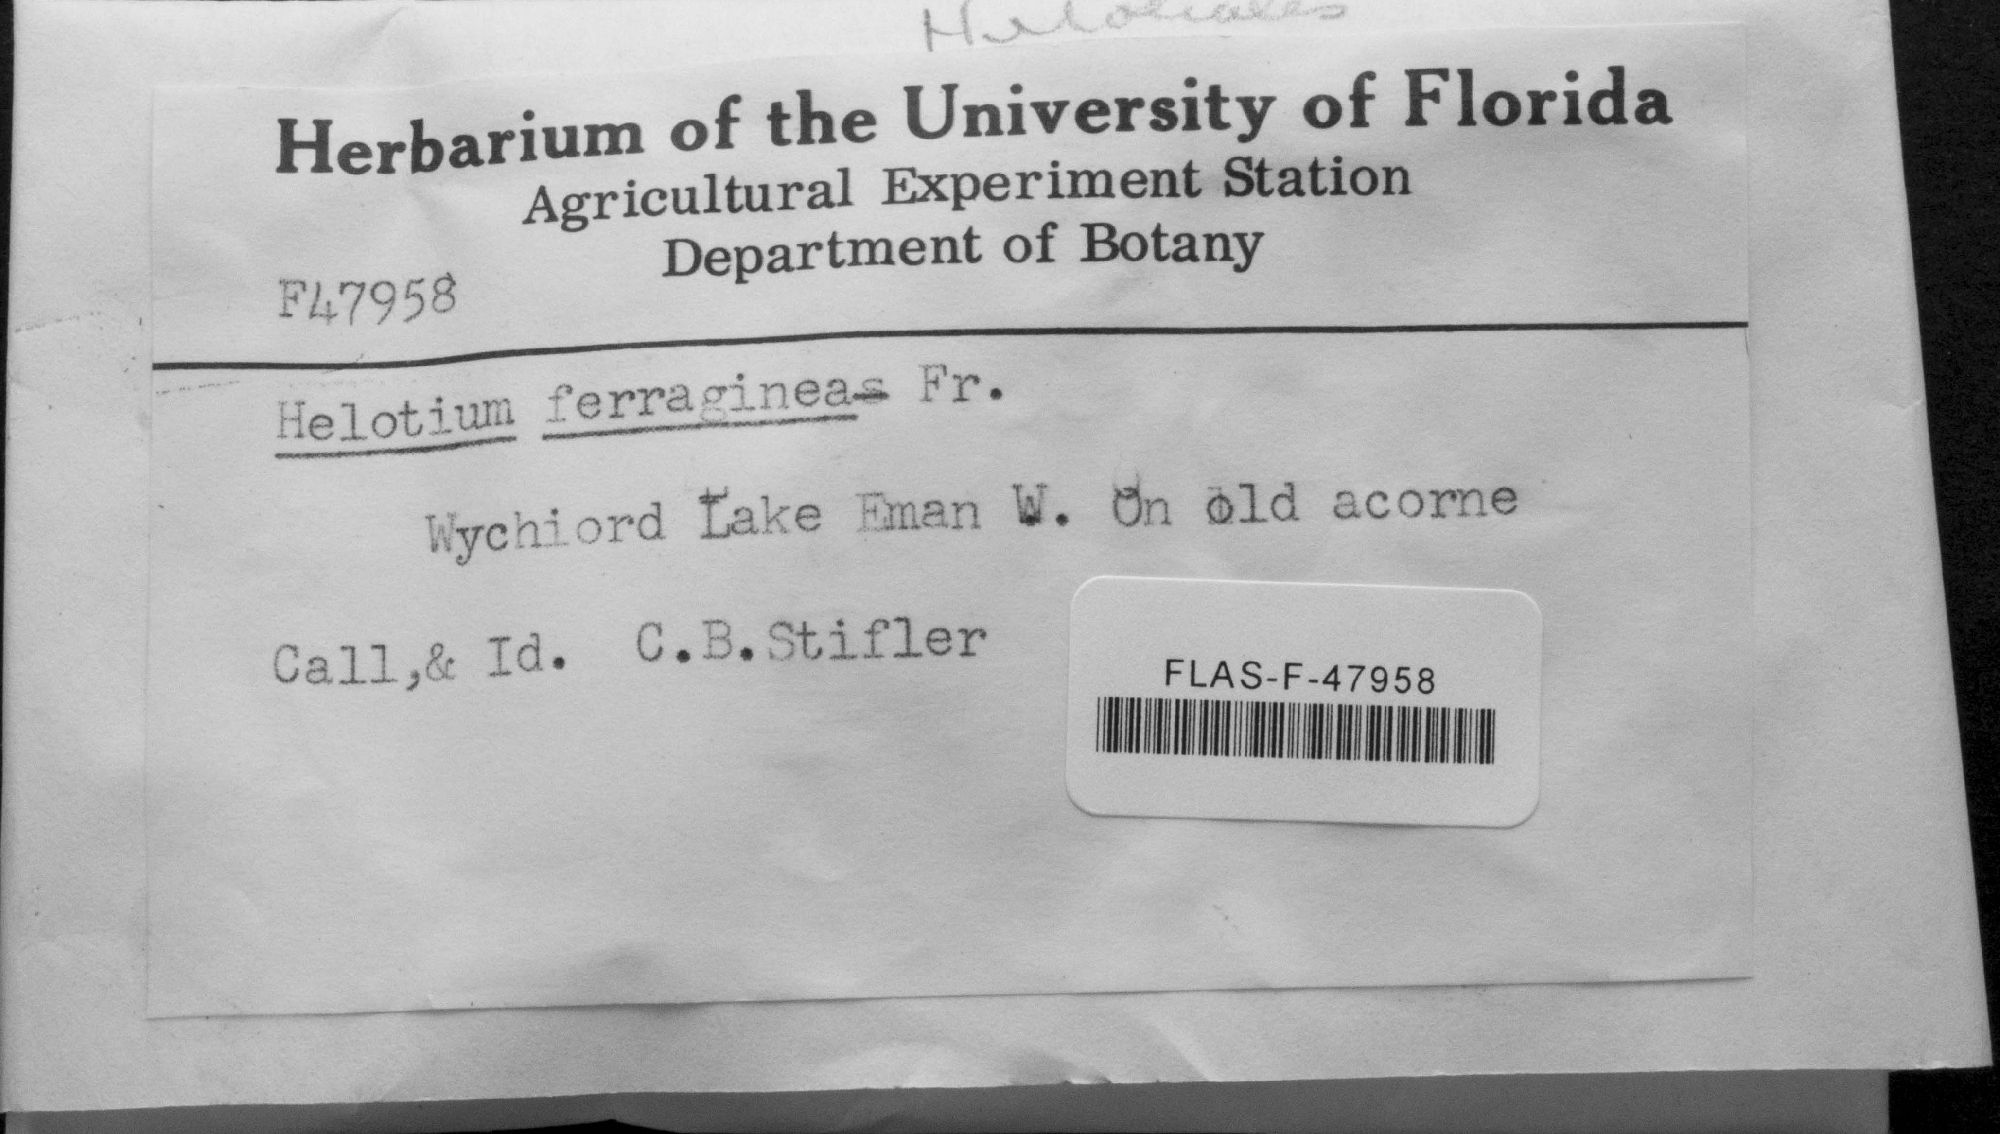 Helotiales
Herbarium of the University of Florida
Agricultural Experiment Station
Department of Botany
F47958
Helotium ferragineas Fr.
Wychiord Lake Eman W. On old acorne
Call,& Id. C.B.Stifler
FLAS-F-47958